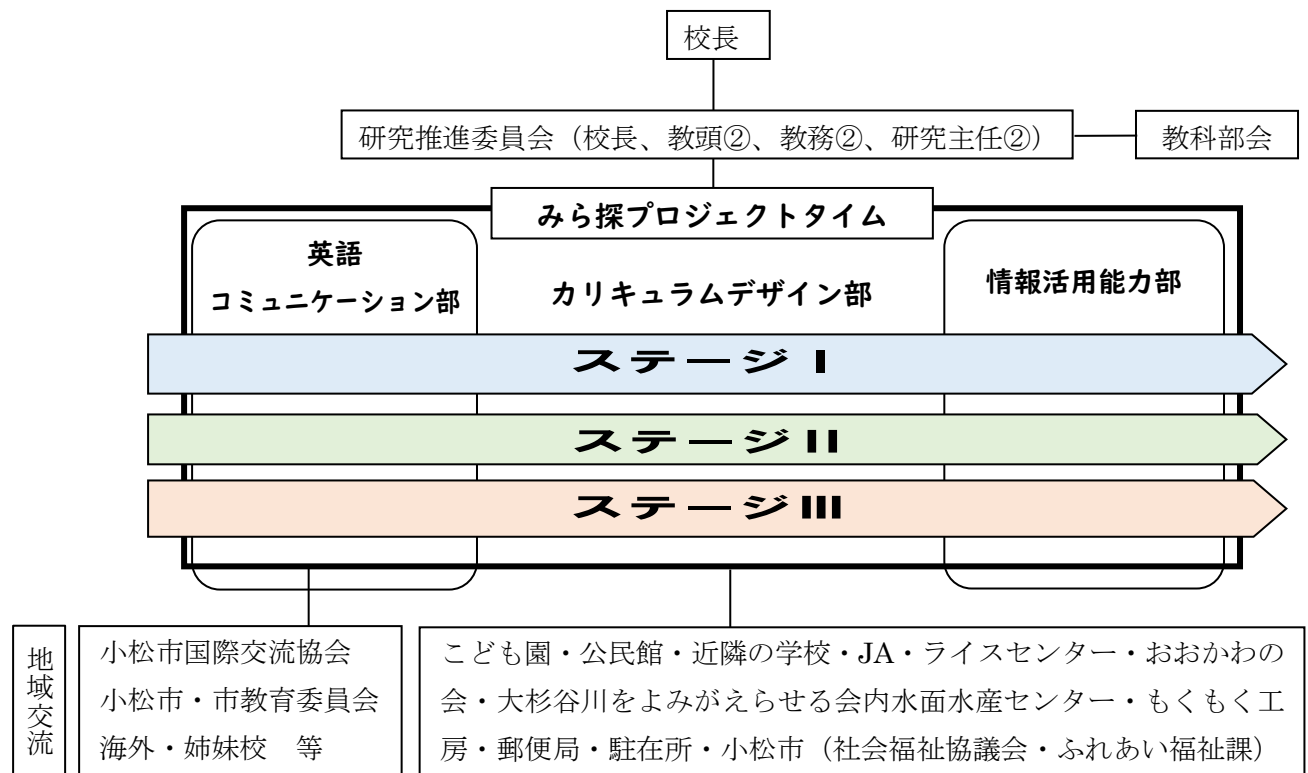 校長
研究推進委員会（校長、教頭②、教務②、研究主任②）
教科部会
みら探プロジェクトタイム
英語
コミュニケーション部
カリキュラムデザイン部
情報活用能力部
ステージⅠ
ステージⅡ
ステージⅢ
地域交流
小松市国際交流協会
小松市・市教育委員会
海外・姉妹校　等
こども園・公民館・近隣の学校・JA・ライスセンター・おおかわの
会・大杉谷川をよみがえらせる会内水面水産センター・もくもく工
房・郵便局・駐在所・小松市（社会福祉協議会・ふれあい福祉課）